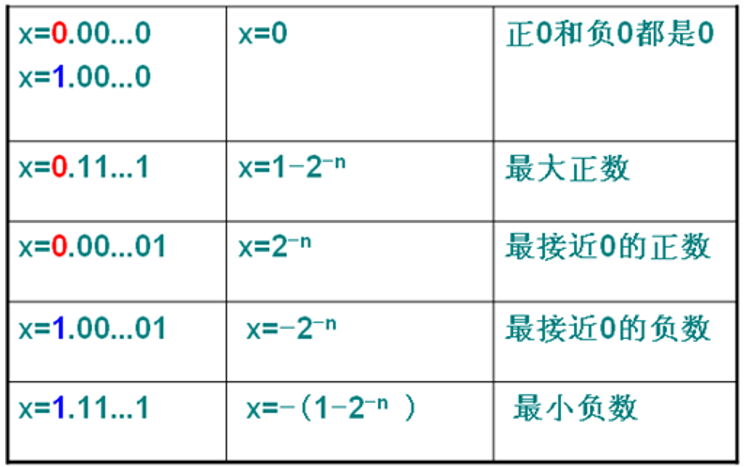 x=0.00...0 x=0 正0和负0都是0
x=1.00...0
x=0.11...1 x=1-2⁻ⁿ 最大正数
x=0.00...01 x=2⁻ⁿ 最接近0的正数
x=1.00...01 x=-2⁻ⁿ 最接近0的负数
x=1.11...1 x=-(1-2⁻ⁿ ) 最小负数